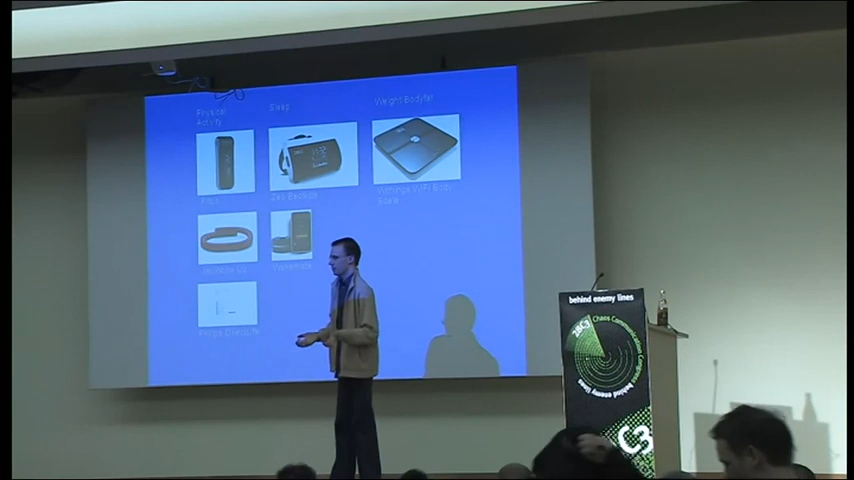 Physical
Activity
Sleep
Weight Bodyfat
Fitbit
Zeo Bedside
Withings WiFi Body
Scale
Jawbone Up
Wakemate
Philips DirectLife
behind enemy lines
28C3
Chaos Communication Congress
behind enemy lines
C3